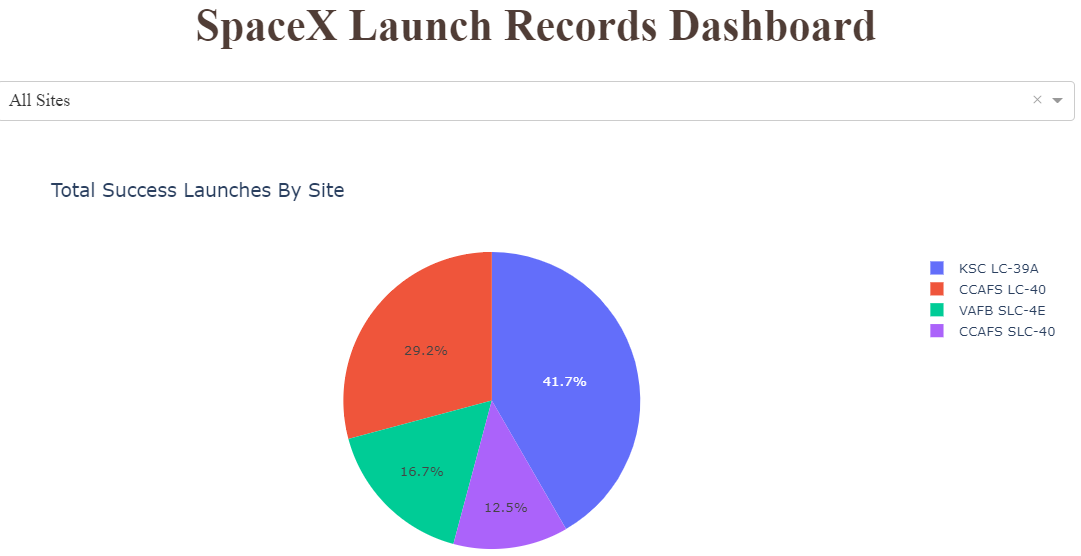 SpaceX Launch Records Dashboard
All Sites ×
Total Success Launches By Site
KSC LC-39A
CCAFS LC-40
VAFB SLC-4E
CCAFS SLC-40
29.2%
41.7%
16.7%
12.5%